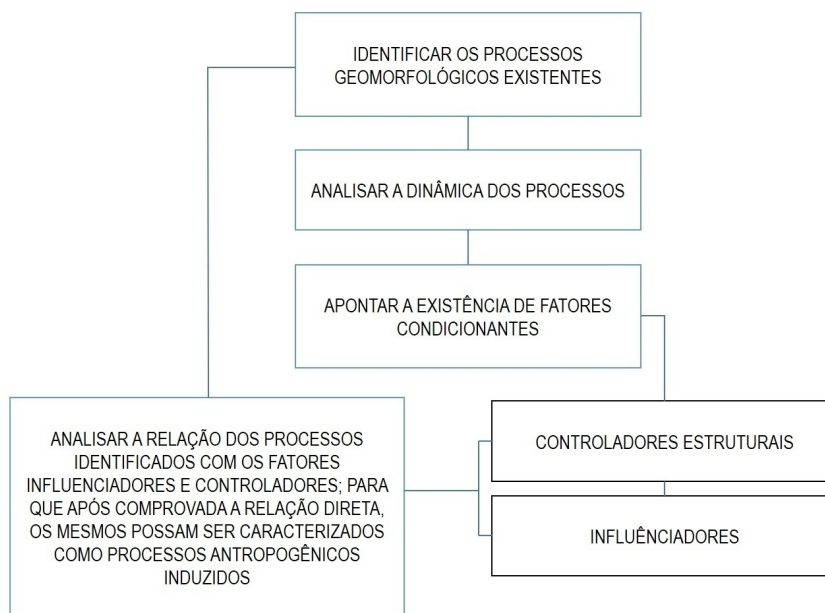 IDENTIFICAR OS PROCESSOS
GEOMORFOLÓGICOS EXISTENTES
ANALISAR A DINÂMICA DOS PROCESSOS
APONTAR A EXISTÊNCIA DE FATORES
CONDICIONANTES
CONTROLADORES ESTRUTURAIS
INFLUÊNCIADORES
ANALISAR A RELAÇÃO DOS PROCESSOS
IDENTIFICADOS COM OS FATORES
INFLUENCIADORES E CONTROLADORES; PARA
QUE APÓS COMPROVADA A RELAÇÃO DIRETA,
OS MESMOS POSSAM SER CARACTERIZADOS
COMO PROCESSOS ANTROPOGÊNICOS
INDUZIDOS